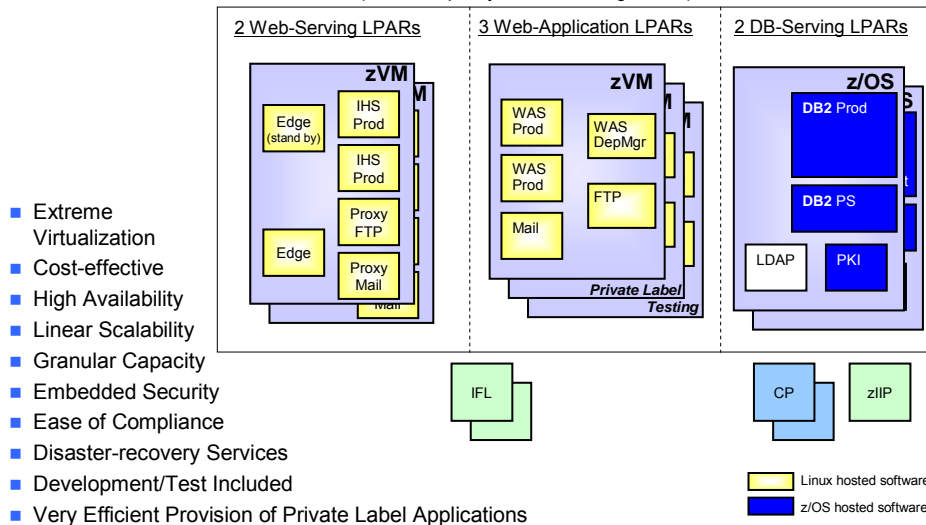 2 Web-Serving LPARs
3 Web-Application LPARs
2 DB-Serving LPARs
zVM
Edge
(stand by)
IHS
Prod
IHS
Prod
Proxy
FTP
Edge
Proxy
Mail
Mail
zVM
WAS
Prod
WAS
DepMgr
WAS
Prod
FTP
Mail
Private Label
Testing
z/OS
DB2 Prod
DB2 PS
LDAP
PKI
Extreme
Virtualization
Cost-effective
High Availability
Linear Scalability
Granular Capacity
Embedded Security
Ease of Compliance
Disaster-recovery Services
Development/Test Included
Very Efficient Provision of Private Label Applications
IFL
CP
zIIP
Linux hosted software
z/OS hosted software